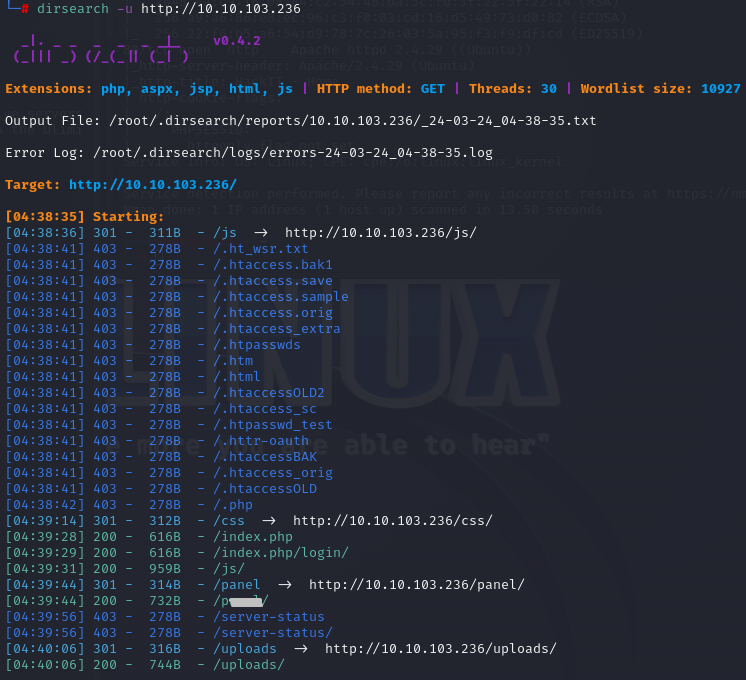 └─# dirsearch -u http://10.10.103.236
v0.4.2
Extensions: php, aspx, jsp, html, js | HTTP method: GET | Threads: 30 | Wordlist size: 10927
Output File: /root/.dirsearch/reports/10.10.103.236/_24-03-24_04-38-35.txt
Error Log: /root/.dirsearch/logs/errors-24-03-24_04-38-35.log
Target: http://10.10.103.236/
[04:38:35] Starting:
[04:38:36] 301 - 311B - /js → http://10.10.103.236/js/
[04:38:41] 403 - 278B - /.ht_wsr.txt
[04:38:41] 403 - 278B - /.htaccess.bak1
[04:38:41] 403 - 278B - /.htaccess.save
[04:38:41] 403 - 278B - /.htaccess.sample
[04:38:41] 403 - 278B - /.htaccess.orig
[04:38:41] 403 - 278B - /.htaccess_extra
[04:38:41] 403 - 278B - /.htpasswds
[04:38:41] 403 - 278B - /.htm
[04:38:41] 403 - 278B - /.html
[04:38:41] 403 - 278B - /.htaccessOLD2
[04:38:41] 403 - 278B - /.htaccess_sc
[04:38:41] 403 - 278B - /.htpasswd_test
[04:38:41] 403 - 278B - /.httr-oauth
[04:38:41] 403 - 278B - /.htaccessBAK
[04:38:41] 403 - 278B - /.htaccess_orig
[04:38:41] 403 - 278B - /.htaccessOLD
[04:38:42] 403 - 278B - /.php
[04:39:14] 301 - 312B - /css → http://10.10.103.236/css/
[04:39:28] 200 - 616B - /index.php
[04:39:29] 200 - 616B - /index.php/login/
[04:39:31] 200 - 959B - /js/
[04:39:44] 301 - 314B - /panel → http://10.10.103.236/panel/
[04:39:44] 200 - 732B -
[04:39:56] 403 - 278B - /server-status
[04:39:56] 403 - 278B - /server-status/
[04:40:06] 301 - 316B - /uploads → http://10.10.103.236/uploads/
[04:40:06] 200 - 744B - /uploads/